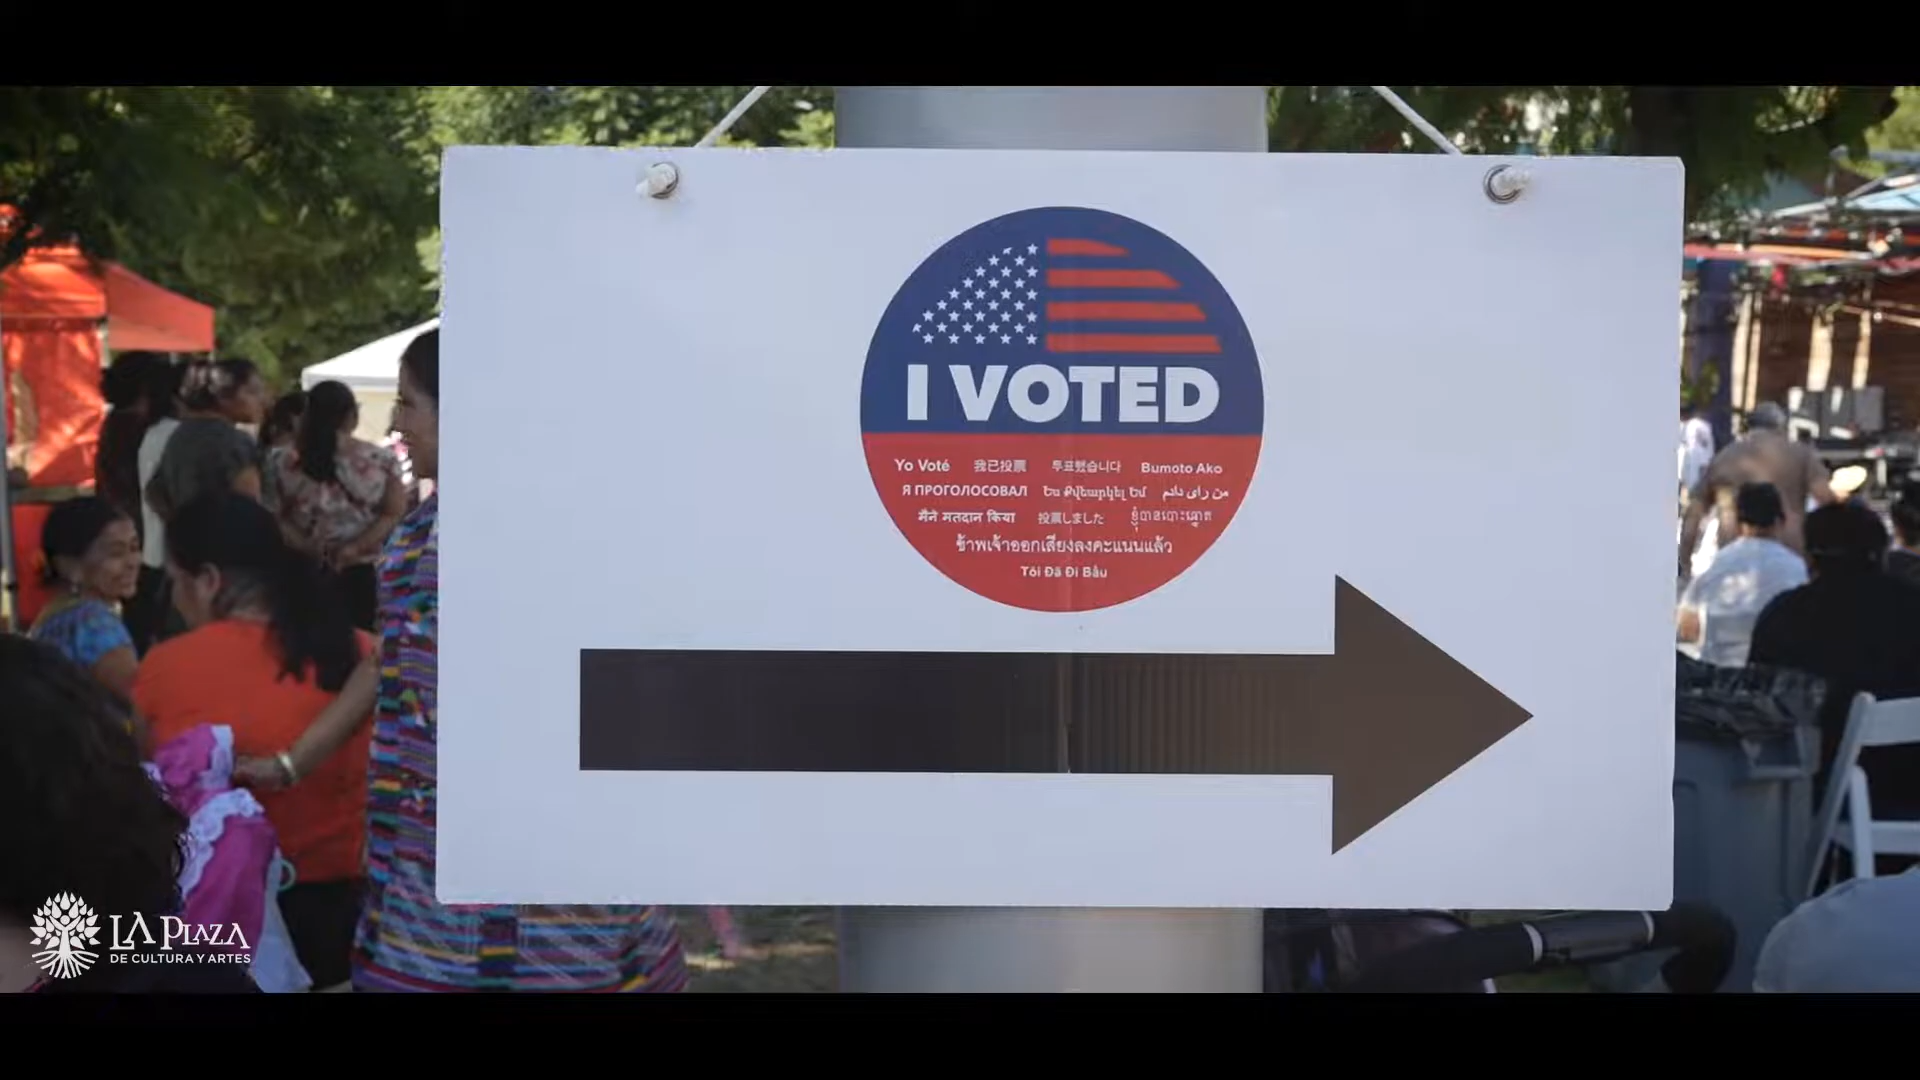 I VOTED
Yo Voté 我已投票 투표했습니다 Bumoto Ako
Я ПРОГОЛОСОВАЛ Ես Քվեարկել Եմ من رای دادم
मैंने मतदान किया 投票しました ខ្ញុំបានបោះឆ្នោត
ข้าพเจ้าออกเสียงลงคะแนนแล้ว
Tôi Đã Đi Bầu
LA PLAZA
DE CULTURA Y ARTES